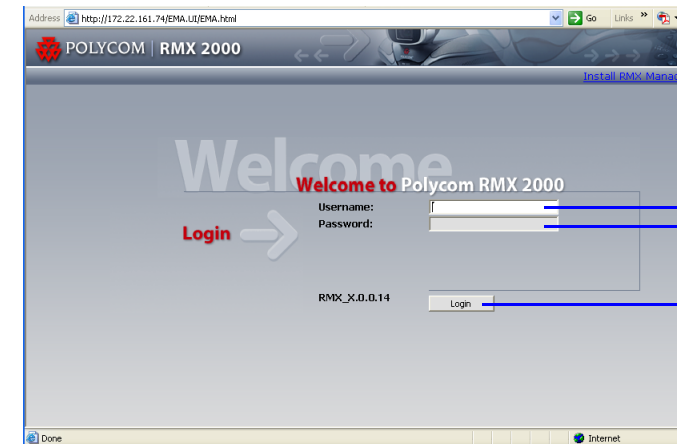 Address http://172.22.161.74/EMA.UI/EMA.html Go Links »
POLYCOM | RMX 2000
Install RMX Manag
Welcome
Welcome to Polycom RMX 2000
Username:
Password:
Login
RMX_X.0.0.14 Login
Done Internet